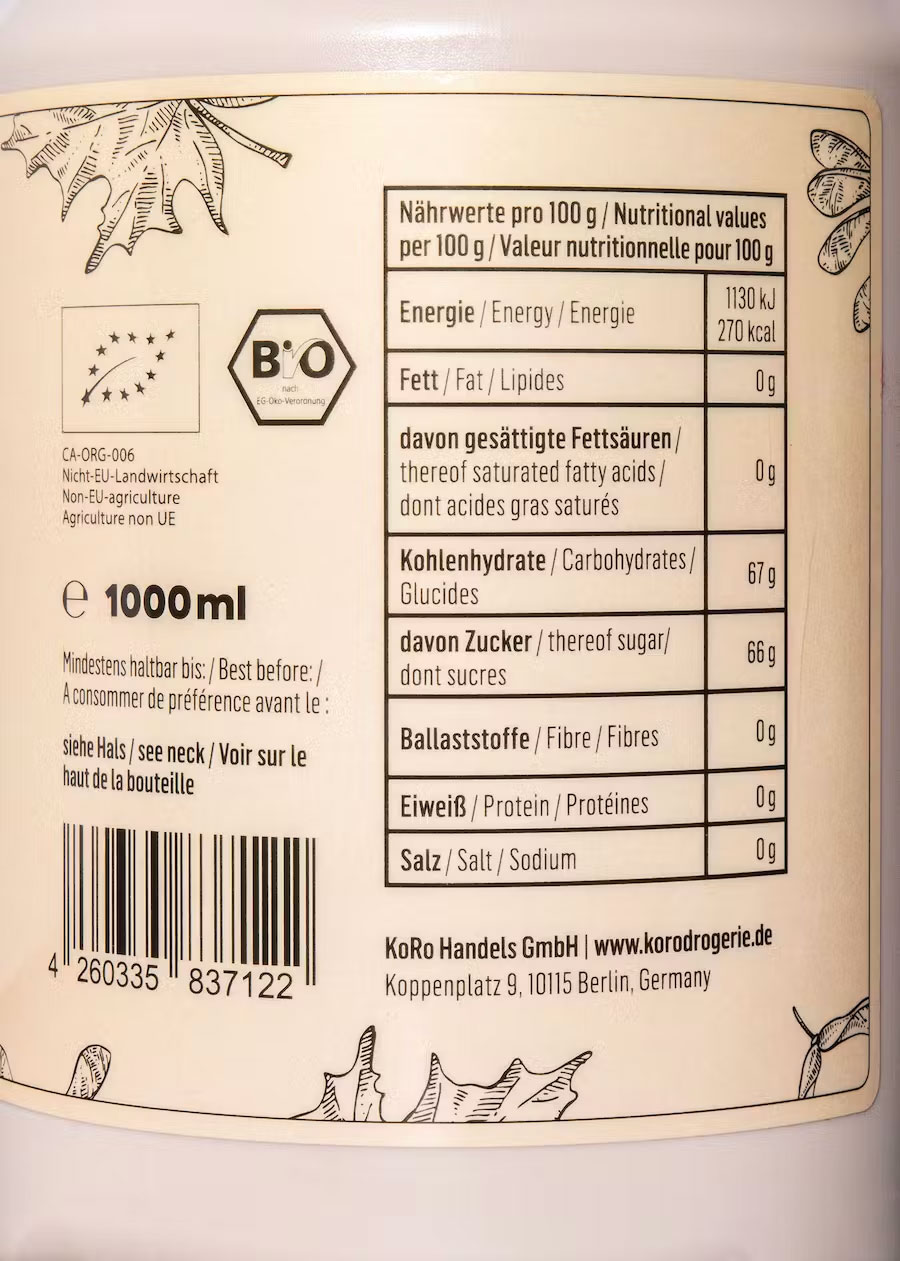 BiO
nach
EG-Öko-Verordnung
CA-ORG-006
Nicht-EU-Landwirtschaft
Non-EU-agriculture
Agriculture non UE
e 1000 ml
Mindestens haltbar bis: / Best before: /
A consommer de préférence avant le :
siehe Hals / see neck / Voir sur le
haut de la bouteille
4 260335 837122
Nährwerte pro 100 g / Nutritional values
per 100 g / Valeur nutritionnelle pour 100 g
Energie / Energy / Energie 1130 kJ
270 kcal
Fett / Fat / Lipides 0 g
davon gesättigte Fettsäuren /
thereof saturated fatty acids / 0 g
dont acides gras saturés
Kohlenhydrate / Carbohydrates / 67 g
Glucides
davon Zucker / thereof sugar/ 66 g
dont sucres
Ballaststoffe / Fibre / Fibres 0 g
Eiweiß / Protein / Protéines 0 g
Salz / Salt / Sodium 0 g
KoRo Handels GmbH | www.korodrogerie.de
Koppenplatz 9, 10115 Berlin, Germany